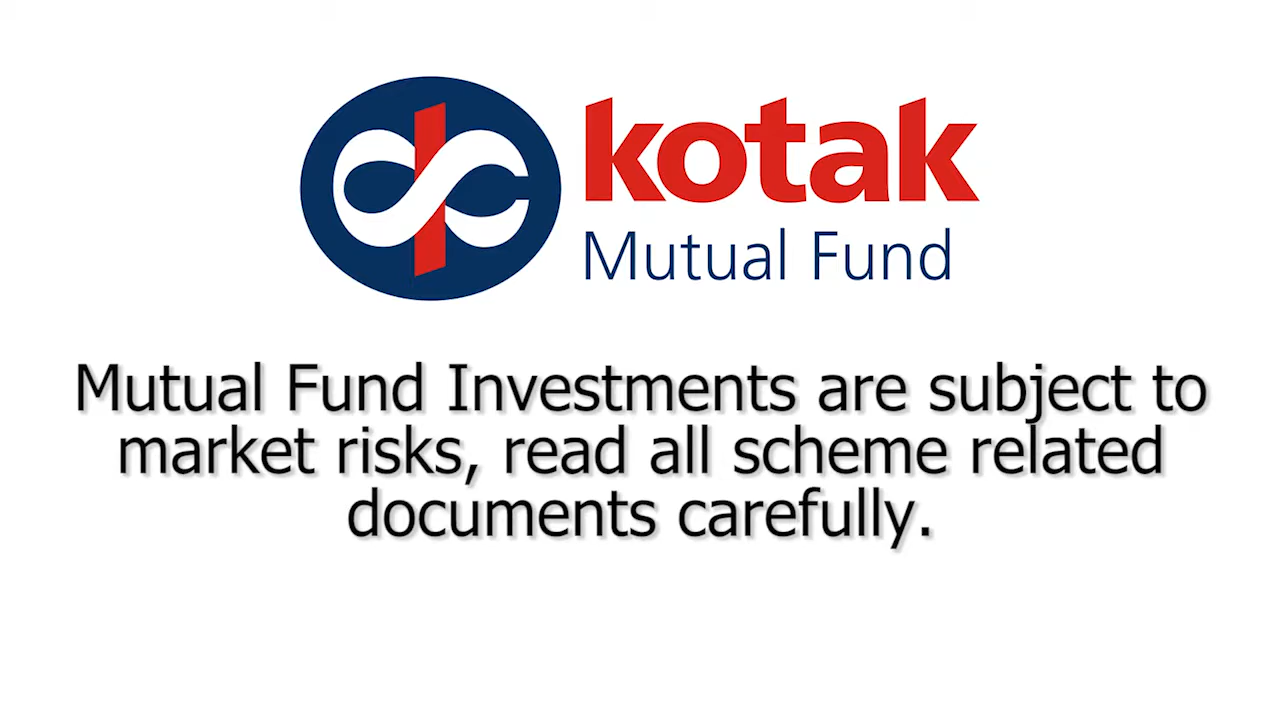 kotak
Mutual Fund
Mutual Fund Investments are subject to
market risks, read all scheme related
documents carefully.